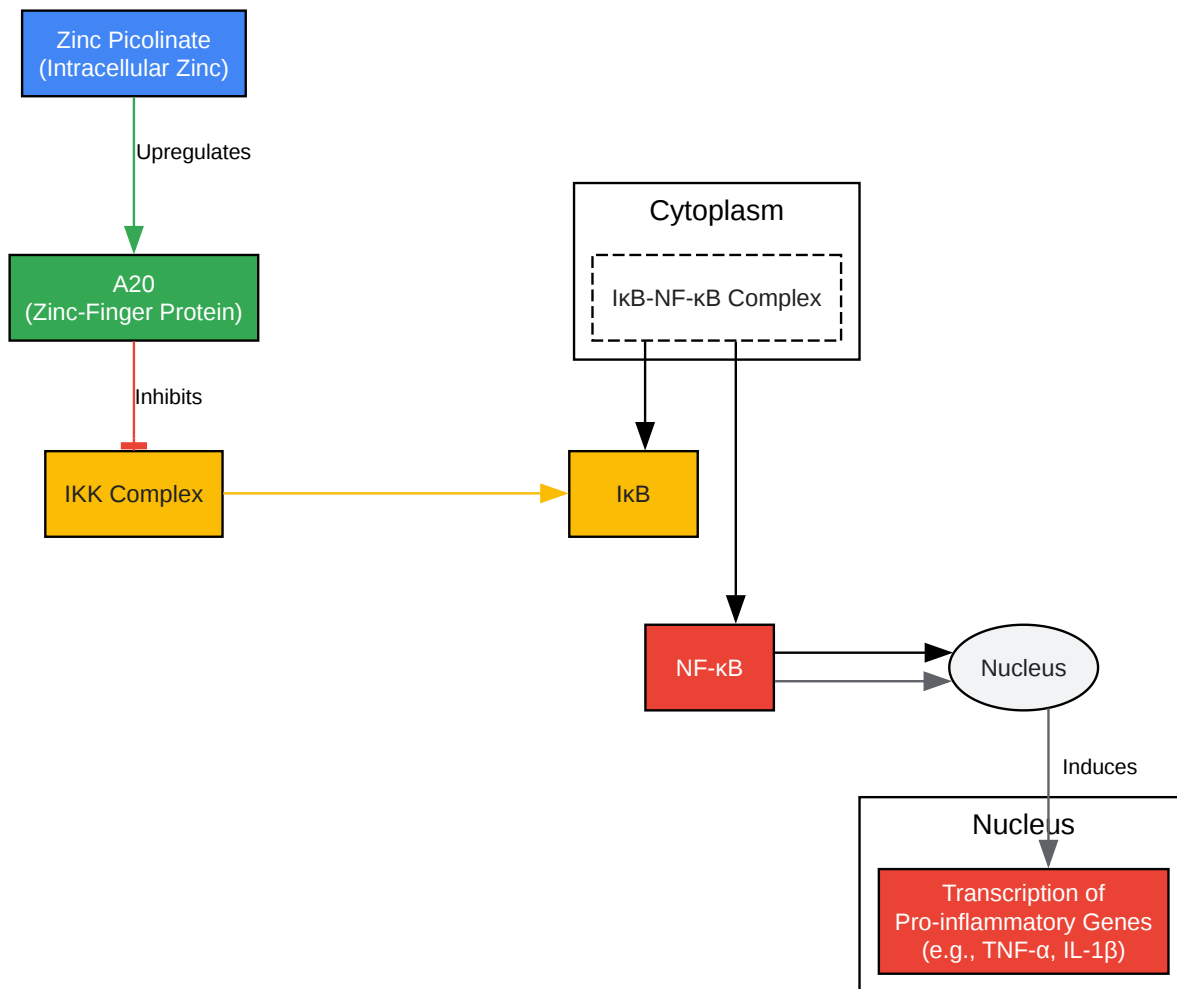 Zinc Picolinate
(Intracellular Zinc)
Upregulates
A20
(Zinc-Finger Protein)
Inhibits
IKK Complex
Cytoplasm
IκB-NF-κB Complex
IκB
NF-κB
Nucleus
Induces
Nucleus
Transcription of
Pro-inflammatory Genes
(e.g., TNF-α, IL-1β)